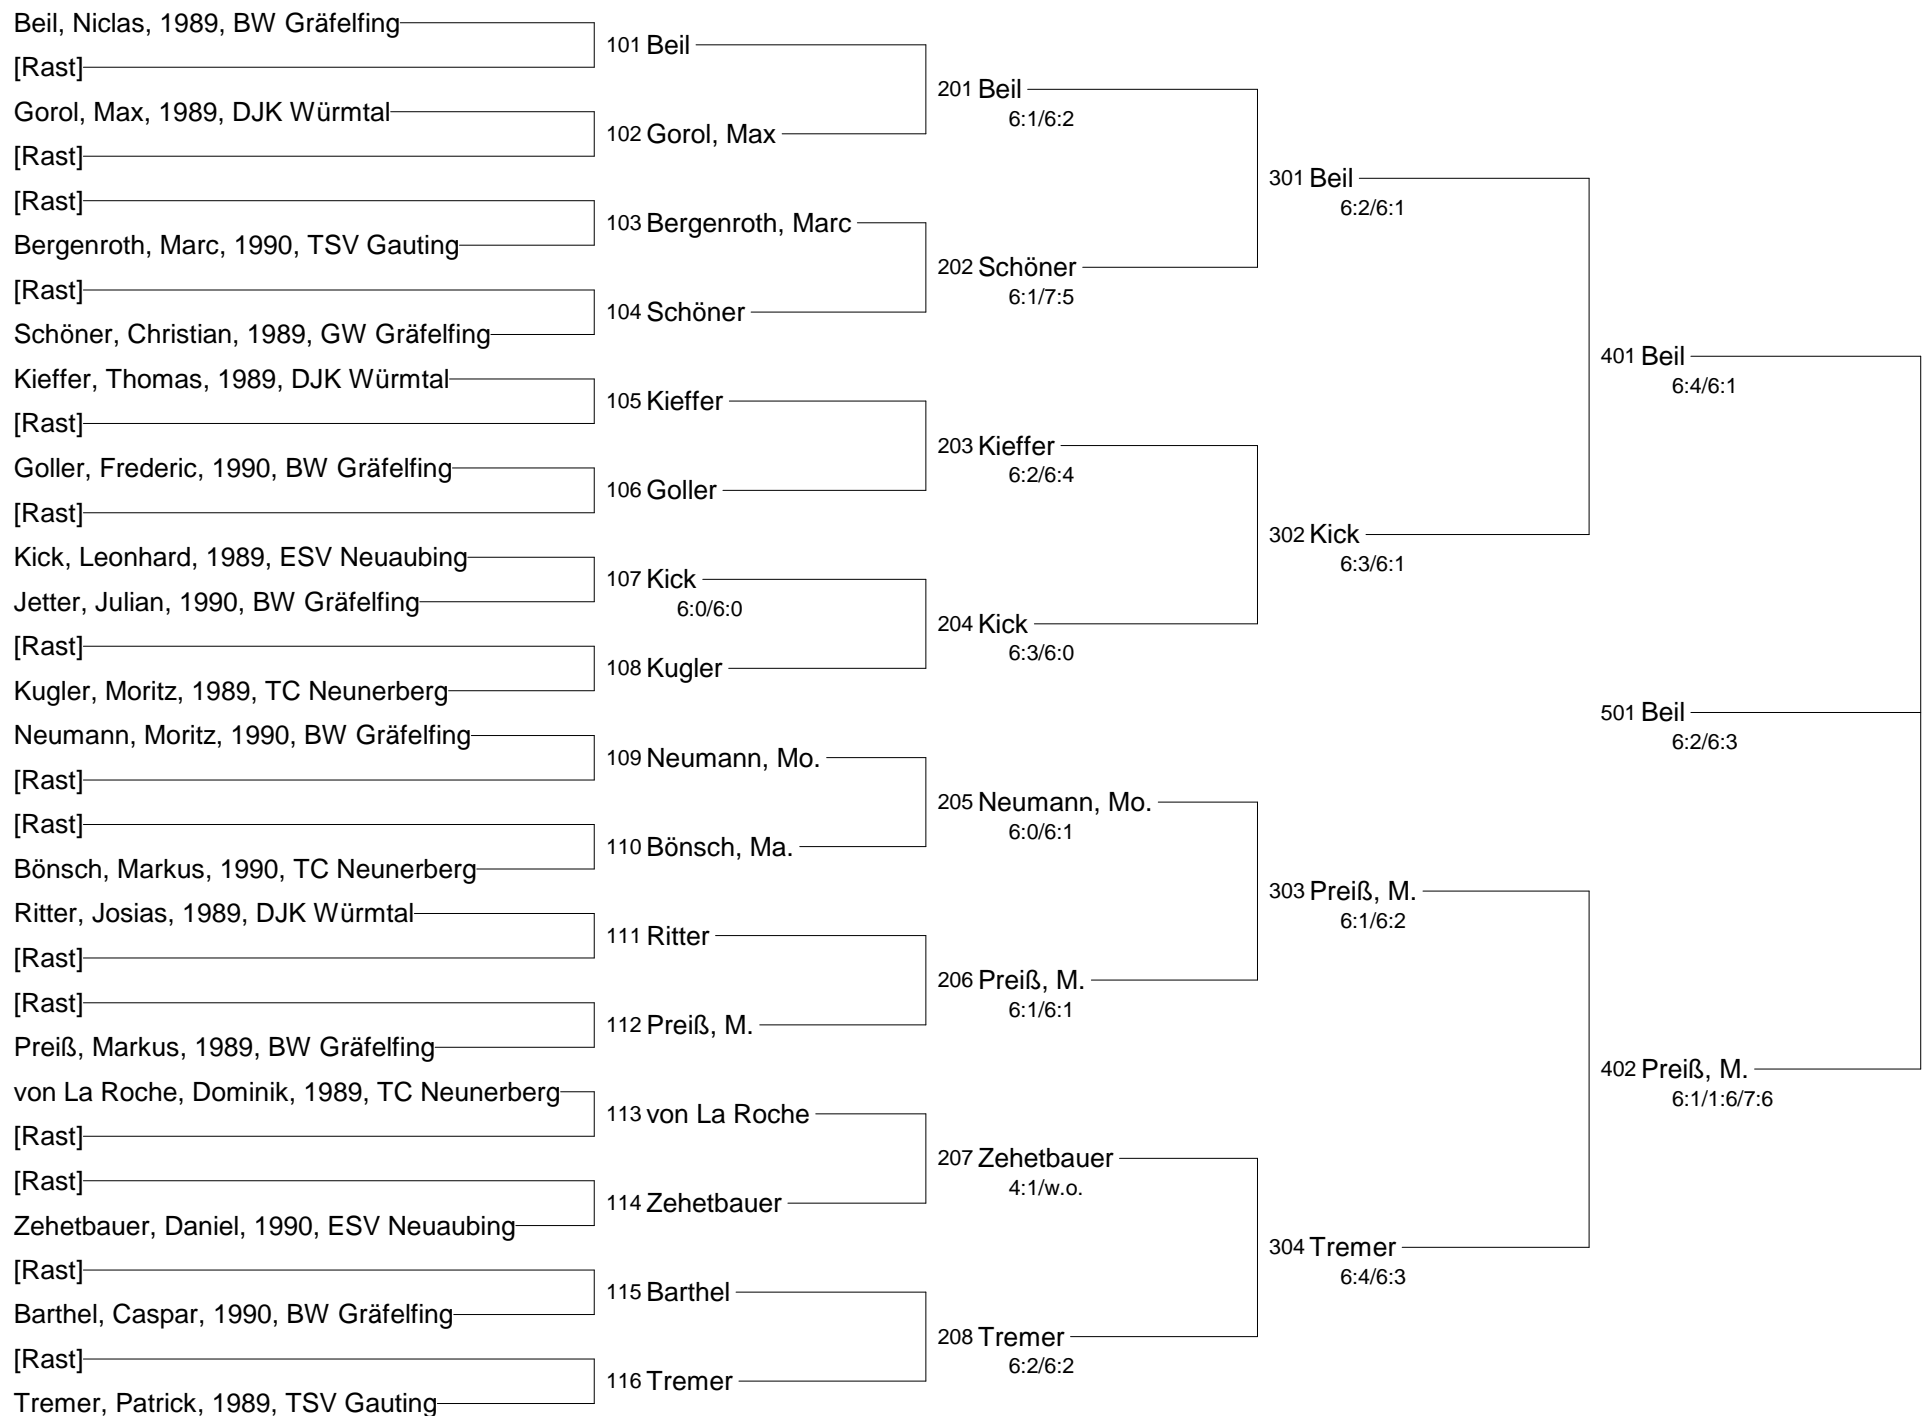 Beil, Niclas, 1989, BW Gräfelfing
[Rast]
Gorol, Max, 1989, DJK Würmtal
[Rast]
[Rast]
Bergenroth, Marc, 1990, TSV Gauting
[Rast]
Schöner, Christian, 1989, GW Gräfelfing
Kieffer, Thomas, 1989, DJK Würmtal
[Rast]
Goller, Frederic, 1990, BW Gräfelfing
[Rast]
Kick, Leonhard, 1989, ESV Neuaubing
Jetter, Julian, 1990, BW Gräfelfing
[Rast]
Kugler, Moritz, 1989, TC Neunerberg
Neumann, Moritz, 1990, BW Gräfelfing
[Rast]
[Rast]
Bönsch, Markus, 1990, TC Neunerberg
Ritter, Josias, 1989, DJK Würmtal
[Rast]
[Rast]
Preiß, Markus, 1989, BW Gräfelfing
von La Roche, Dominik, 1989, TC Neunerberg
[Rast]
[Rast]
Zehetbauer, Daniel, 1990, ESV Neuaubing
[Rast]
Barthel, Caspar, 1990, BW Gräfelfing
[Rast]
Tremer, Patrick, 1989, TSV Gauting
101 Beil
102 Gorol, Max
103 Bergenroth, Marc
104 Schöner
105 Kieffer
106 Goller
107 Kick
6:0/6:0
108 Kugler
109 Neumann, Mo.
110 Bönsch, Ma.
111 Ritter
112 Preiß, M.
113 von La Roche
114 Zehetbauer
115 Barthel
116 Tremer
201 Beil
6:1/6:2
202 Schöner
6:1/7:5
203 Kieffer
6:2/6:4
204 Kick
6:3/6:0
205 Neumann, Mo.
6:0/6:1
206 Preiß, M.
6:1/6:1
207 Zehetbauer
4:1/w.o.
208 Tremer
6:2/6:2
301 Beil
6:2/6:1
302 Kick
6:3/6:1
303 Preiß, M.
6:1/6:2
304 Tremer
6:4/6:3
401 Beil
6:4/6:1
501 Beil
6:2/6:3
402 Preiß, M.
6:1/1:6/7:6